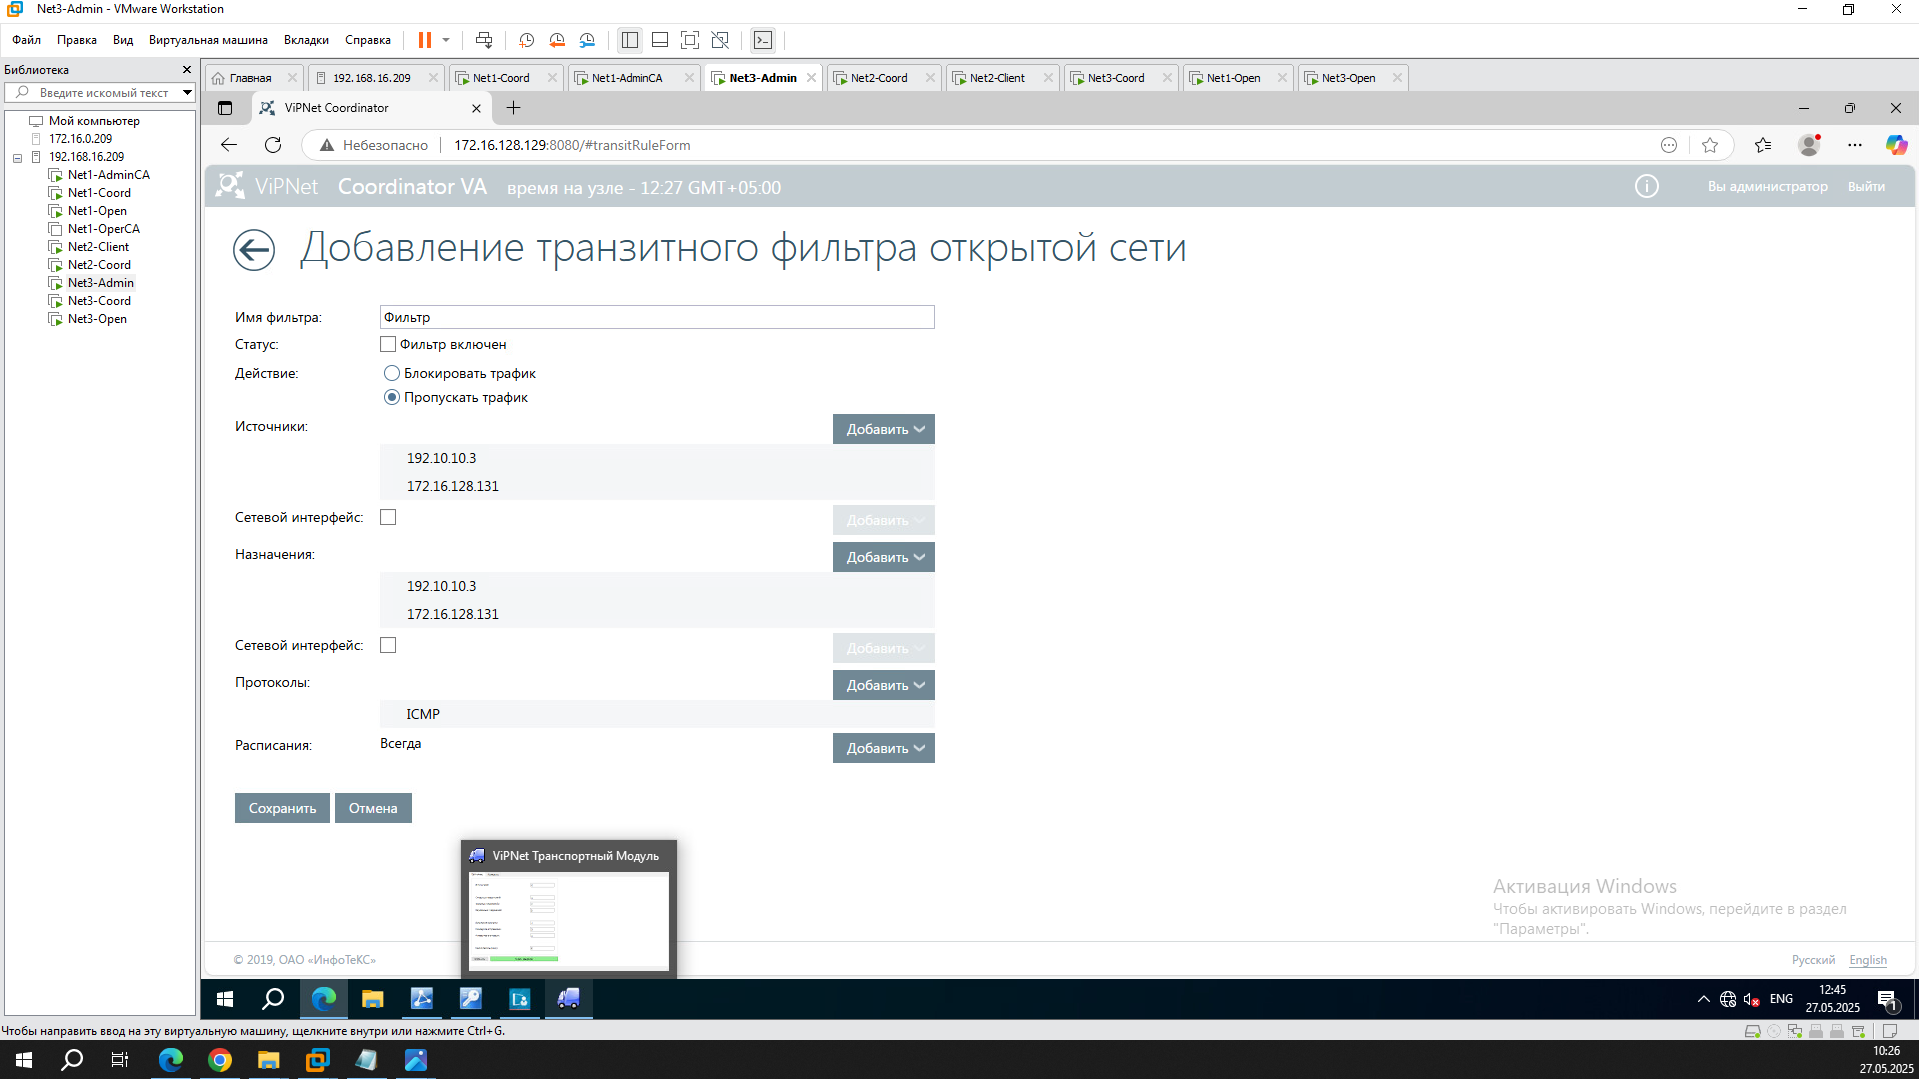 Net3-Admin - VMware Workstation
Файл Правка Вид Виртуальная машина Вкладки Справка
Библиотека
Введите искомый текст
Мой компьютер
172.16.0.209
192.168.16.209
Net1-AdminCA
Net1-Coord
Net1-Open
Net1-OperCA
Net2-Client
Net2-Coord
Net3-Admin
Net3-Coord
Net3-Open
Главная 192.168.16.209 Net1-Coord Net1-AdminCA Net3-Admin Net2-Coord Net2-Client Net3-Coord Net1-Open Net3-Open
ViPNet Coordinator
Небезопасно 172.16.128.129:8080/#transitRuleForm
ViPNet Coordinator VA время на узле - 12:27 GMT+05:00 Вы администратор Выйти
Добавление транзитного фильтра открытой сети
Имя фильтра: Фильтр
Статус: Фильтр включен
Действие: Блокировать трафик
Пропускать трафик
Источники: Добавить
192.10.10.3
172.16.128.131
Сетевой интерфейс: Добавить
Назначения: Добавить
192.10.10.3
172.16.128.131
Сетевой интерфейс: Добавить
Протоколы: Добавить
ICMP
Расписания: Всегда Добавить
Сохранить Отмена
ViPNet Транспортный Модуль
Активация Windows
Чтобы активировать Windows, перейдите в раздел
"Параметры".
© 2019, ОАО «ИнфоТеКС» Русский English
ENG 12:45
27.05.2025 1
Чтобы направить ввод на эту виртуальную машину, щелкните внутри или нажмите Ctrl+G.
10:26
27.05.2025